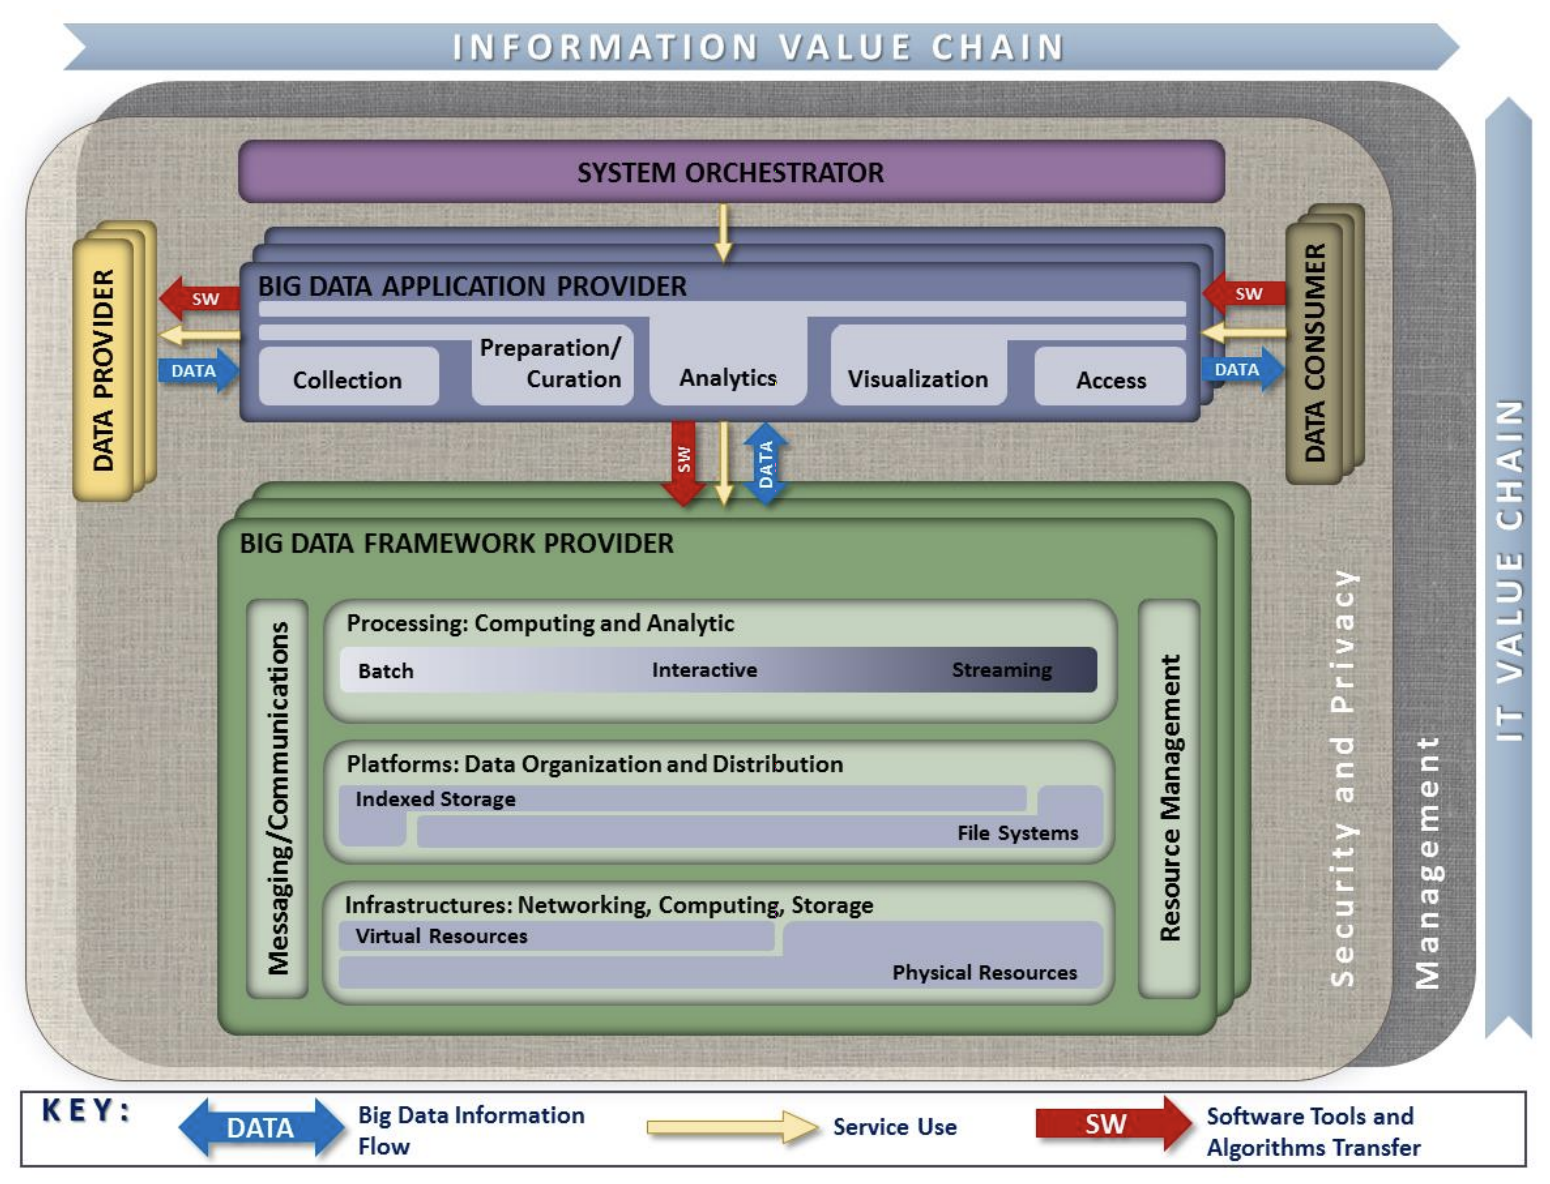 INFORMATION VALUE CHAIN
SYSTEM ORCHESTRATOR
DATA PROVIDER
SW
DATA
BIG DATA APPLICATION PROVIDER
Collection
Preparation/
Curation
Analytics
Visualization
Access
SW
DATA
DATA CONSUMER
SW
DATA
BIG DATA FRAMEWORK PROVIDER
Messaging/Communications
Processing: Computing and Analytic
Batch
Interactive
Streaming
Platforms: Data Organization and Distribution
Indexed Storage
File Systems
Infrastructures: Networking, Computing, Storage
Virtual Resources
Physical Resources
Resource Management
Security and Privacy
Management
IT VALUE CHAIN
KEY:
DATA
Big Data Information
Flow
Service Use
SW
Software Tools and
Algorithms Transfer